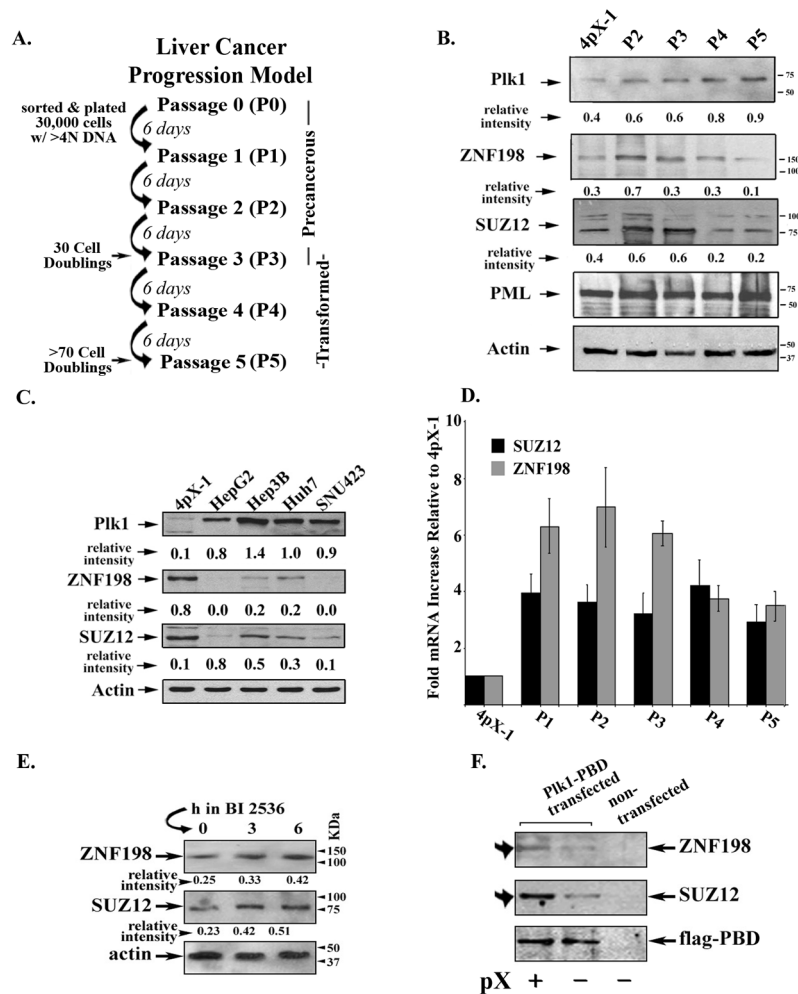 A.
Liver Cancer
Progression Model
sorted & plated
30,000 cells
w/ >4N DNA
Passage 0 (P0)
6 days
Passage 1 (P1)
6 days
Passage 2 (P2)
6 days
30 Cell
Doublings
Passage 3 (P3)
6 days
Passage 4 (P4)
6 days
>70 Cell
Doublings
Passage 5 (P5)
Precancerous
-Transformed-
B.
4pX-1 P2 P3 P4 P5
Plk1
75
50
relative
intensity
0.4 0.6 0.6 0.8 0.9
ZNF198
150
100
relative
intensity
0.3 0.7 0.3 0.3 0.1
SUZ12
100
75
relative
intensity
0.4 0.6 0.6 0.2 0.2
PML
75
50
Actin
50
37
C.
4pX-1 HepG2 Hep3B Huh7 SNU423
Plk1
relative
intensity
0.1 0.8 1.4 1.0 0.9
ZNF198
relative
intensity
0.8 0.0 0.2 0.2 0.0
SUZ12
relative
intensity
0.1 0.8 0.5 0.3 0.1
Actin
D.
Fold mRNA Increase Relative to 4pX-1
10
8
6
4
2
SUZ12
ZNF198
4pX-1 P1 P2 P3 P4 P5
E.
h in BI 2536
0 3 6
KDa
ZNF198
150
100
relative
intensity
0.25 0.33 0.42
SUZ12
100
75
relative
intensity
0.23 0.42 0.51
actin
50
37
F.
Plk1-PBD
transfected
non-
transfected
ZNF198
SUZ12
flag-PBD
pX + − −